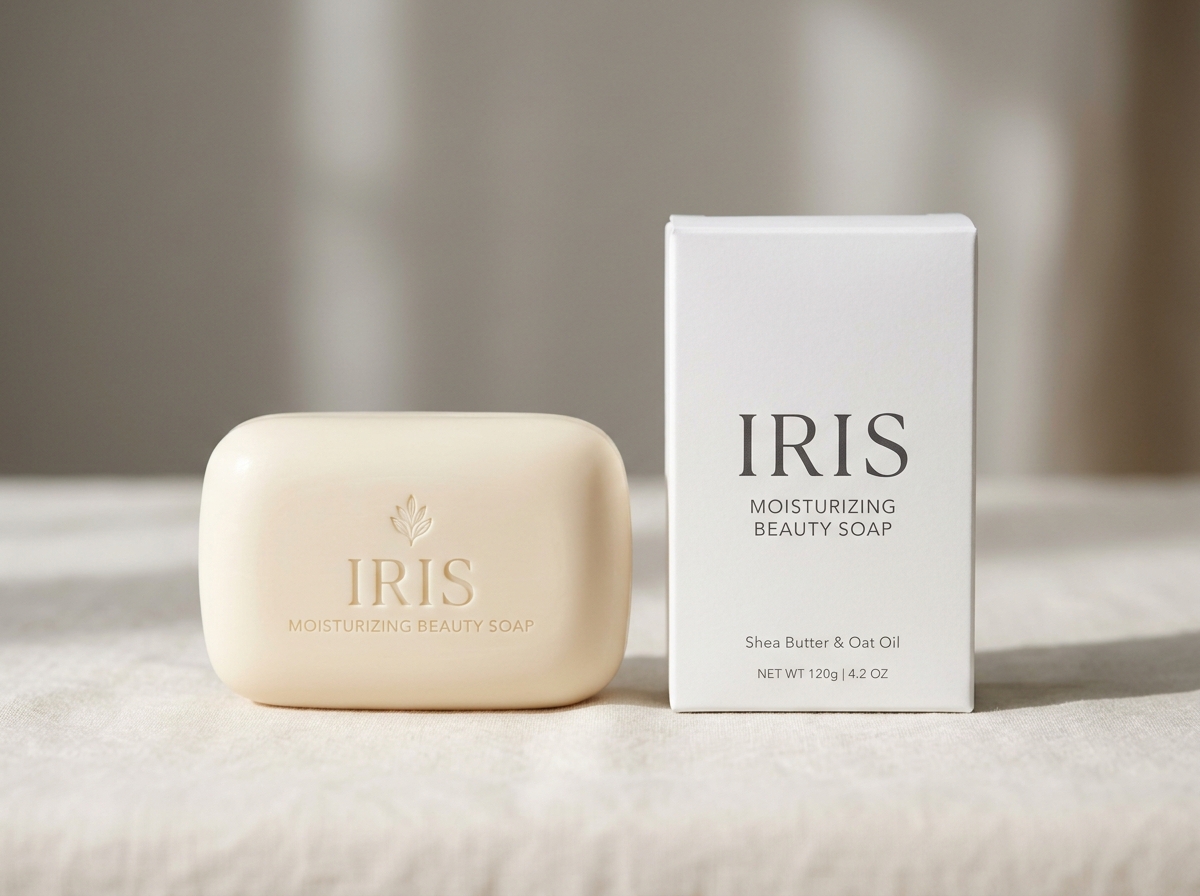 IRIS
MOISTURIZING BEAUTY SOAP
IRIS
MOISTURIZING
BEAUTY SOAP
Shea Butter & Oat Oil
NET WT 120g | 4.2 OZ